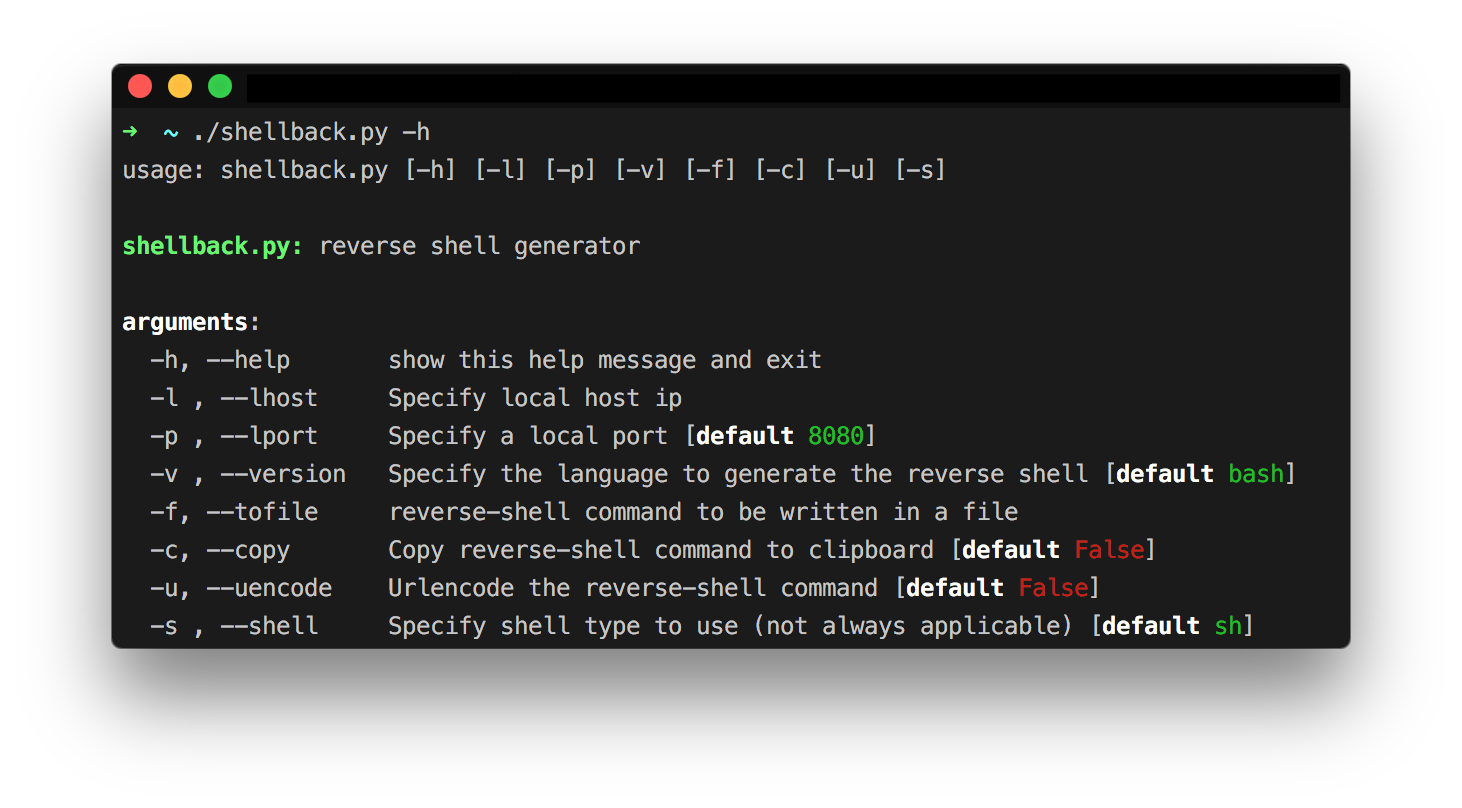 ➜ ~ ./shellback.py -h
usage: shellback.py [-h] [-l] [-p] [-v] [-f] [-c] [-u] [-s]
shellback.py: reverse shell generator
arguments:
-h, --help show this help message and exit
-l , --lhost Specify local host ip
-p , --lport Specify a local port [default 8080]
-v , --version Specify the language to generate the reverse shell [default bash]
-f, --tofile reverse-shell command to be written in a file
-c, --copy Copy reverse-shell command to clipboard [default False]
-u, --uencode Urlencode the reverse-shell command [default False]
-s , --shell Specify shell type to use (not always applicable) [default sh]